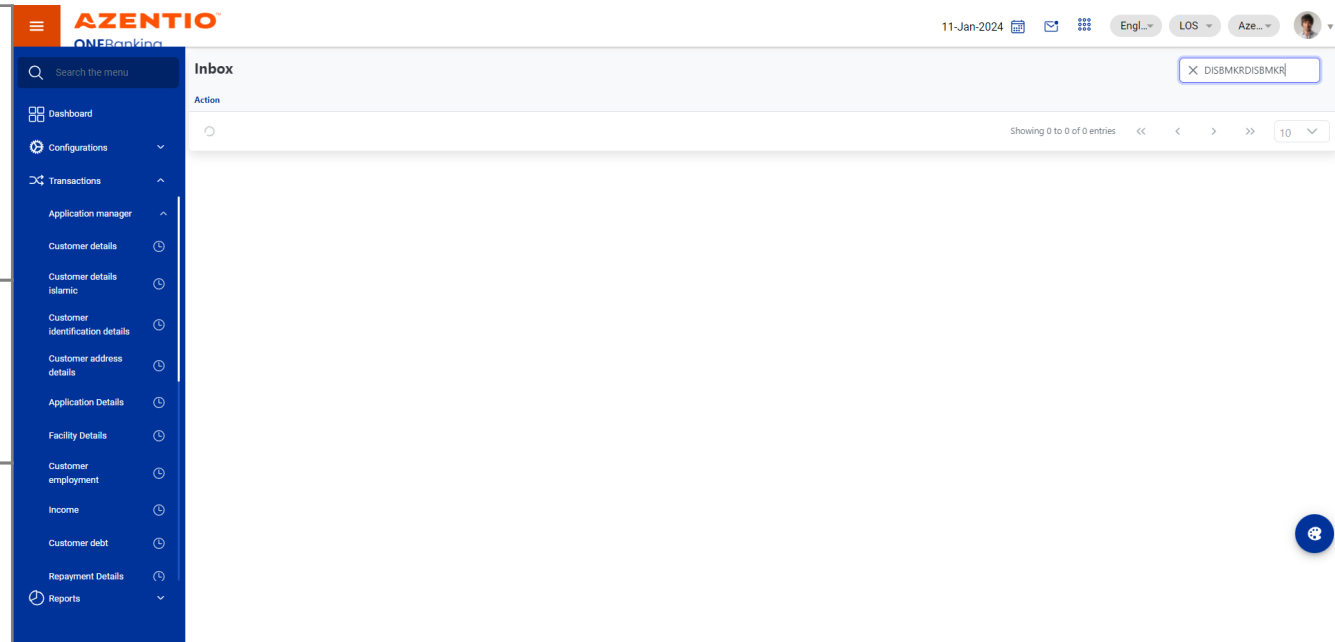 AZENTIO
ONEBanking
11-Jan-2024
Engl...
LOS
Aze...
Search the menu
Inbox
DISBMKRDISBMKR
Action
Showing 0 to 0 of 0 entries
10
Dashboard
Configurations
Transactions
Application manager
Customer details
Customer details
islamic
Customer
identification details
Customer address
details
Application Details
Facility Details
Customer
employment
Income
Customer debt
Repayment Details
Reports